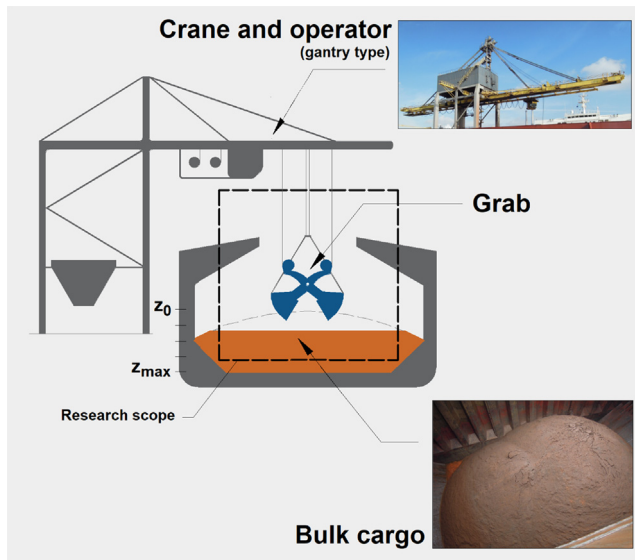 Crane and operator
(gantry type)
Grab
z0
zmax
Research scope
Bulk cargo